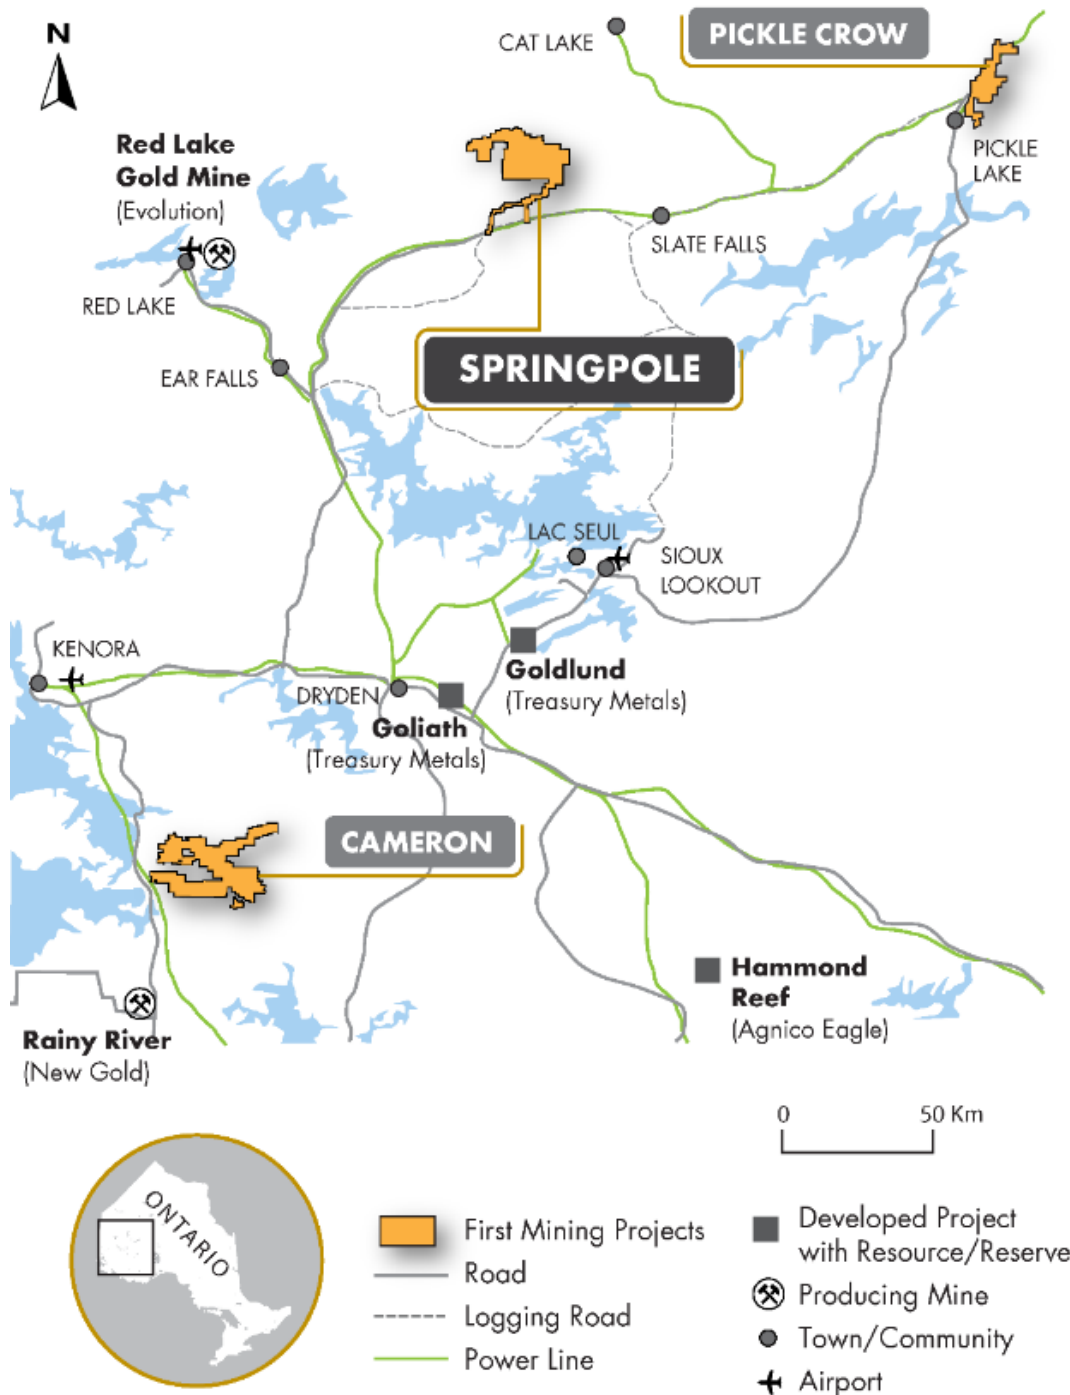 N
CAT LAKE
PICKLE CROW
Red Lake
Gold Mine
(Evolution)
PICKLE
LAKE
SLATE FALLS
RED LAKE
EAR FALLS
SPRINGPOLE
LAC SEUL
SIOUX
LOOKOUT
KENORA
Goldlund
(Treasury Metals)
DRYDEN
Goliath
(Treasury Metals)
CAMERON
Hammond
Reef
(Agnico Eagle)
Rainy River
(New Gold)
0 50 Km
ONTARIO
First Mining Projects
Road
Logging Road
Power Line
Developed Project
with Resource/Reserve
Producing Mine
Town/Community
Airport